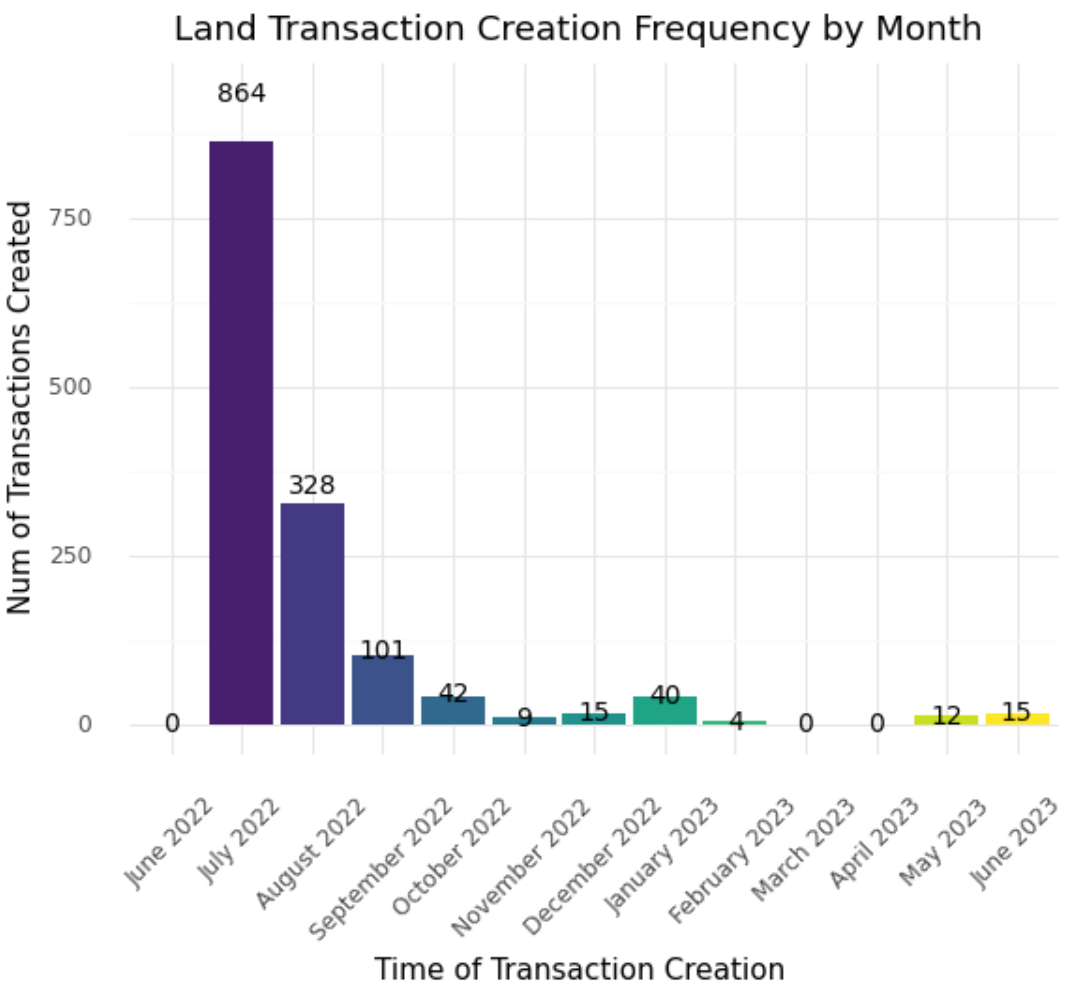 Land Transaction Creation Frequency by Month
Num of Transactions Created
750
500
250
0
0
864
328
101
42
9
15
40
4
0
0
12
15
June 2022
July 2022
August 2022
September 2022
October 2022
November 2022
December 2022
January 2023
February 2023
March 2023
April 2023
May 2023
June 2023
Time of Transaction Creation